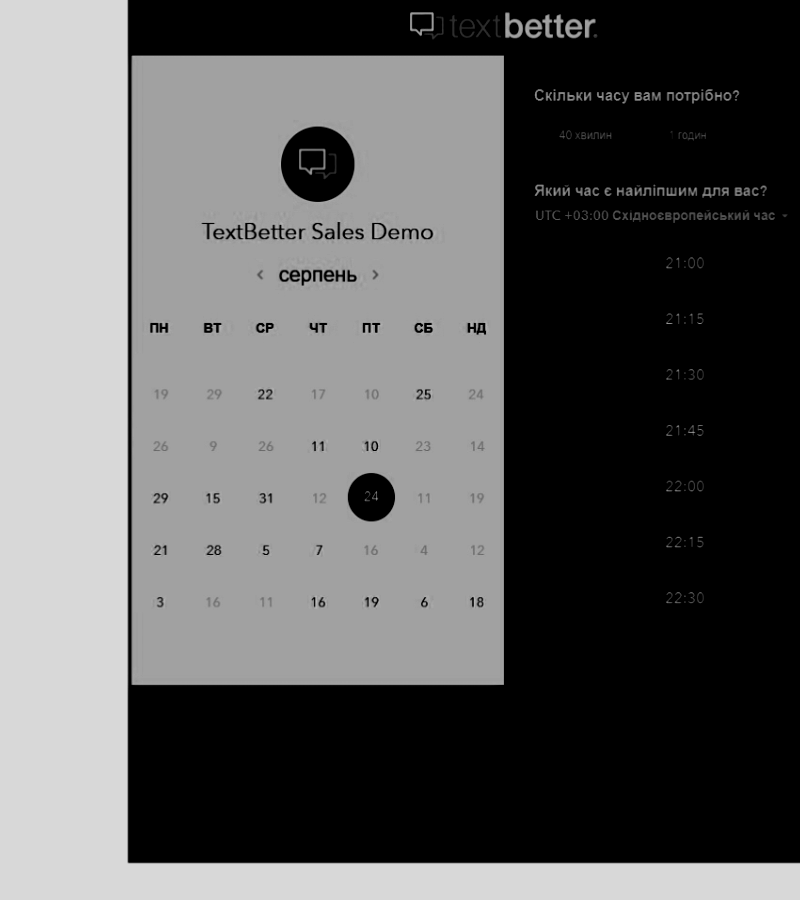 textbetter.
TextBetter Sales Demo
‹ серпень ›
ПН ВТ СР ЧТ ПТ СБ НД
19 29 22 17 10 25 24
26 9 26 11 10 23 14
29 15 31 12 24 11 19
21 28 5 7 16 4 12
3 16 11 16 19 6 18
Скільки часу вам потрібно?
40 хвилин 1 годин
Який час є найліпшим для вас?
UTC +03:00 Східноєвропейський час
21:00
21:15
21:30
21:45
22:00
22:15
22:30